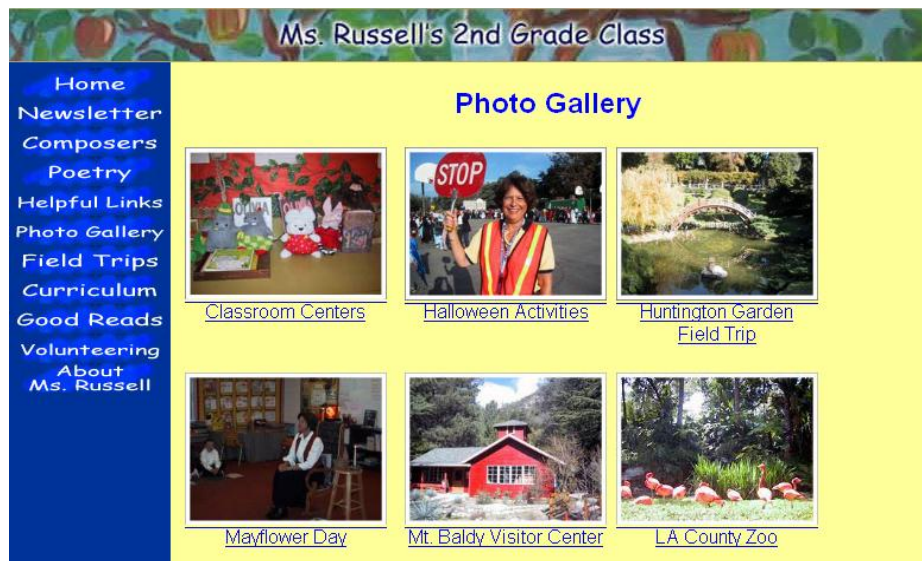 Ms. Russell's 2nd Grade Class
Home
Newsletter
Composers
Poetry
Helpful Links
Photo Gallery
Field Trips
Curriculum
Good Reads
Volunteering
About
Ms. Russell
Photo Gallery
STOP
Classroom Centers
Halloween Activities
Huntington Garden
Field Trip
Mayflower Day
Mt. Baldy Visitor Center
LA County Zoo